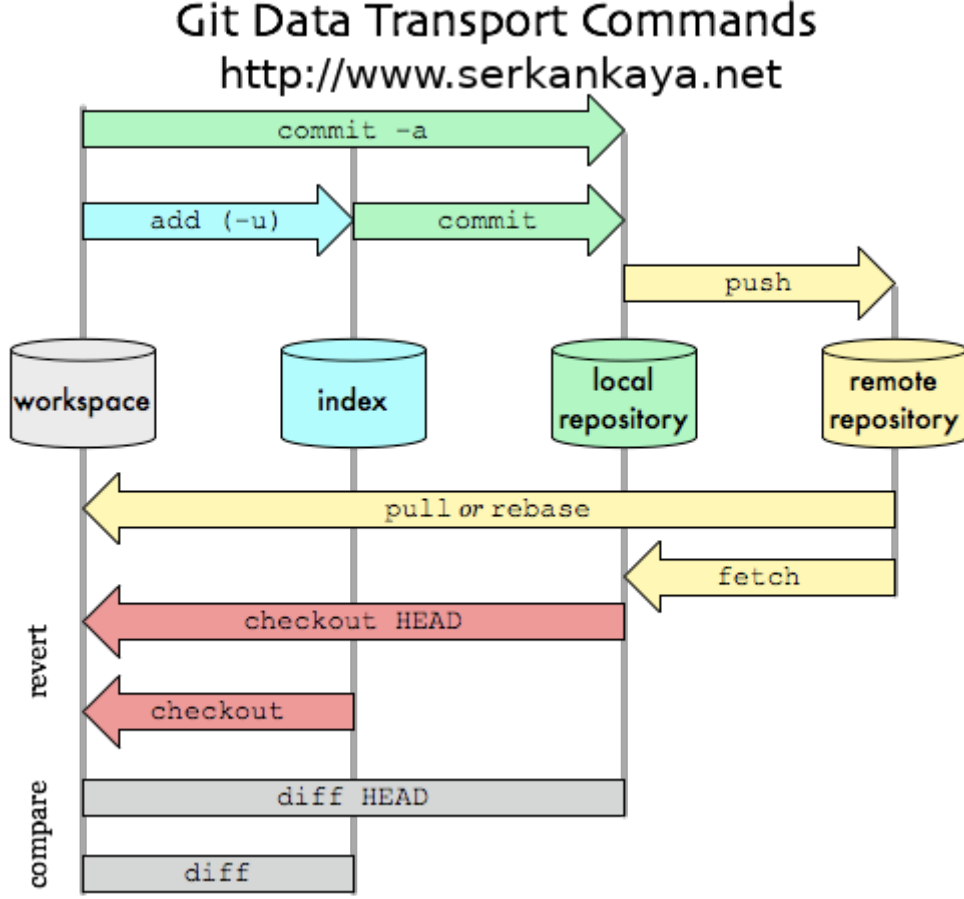 Git Data Transport Commands
http://www.serkankaya.net
commit -a
add (-u)
commit
push
workspace
index
local
repository
remote
repository
pull or rebase
fetch
checkout HEAD
revert
checkout
diff HEAD
compare
diff